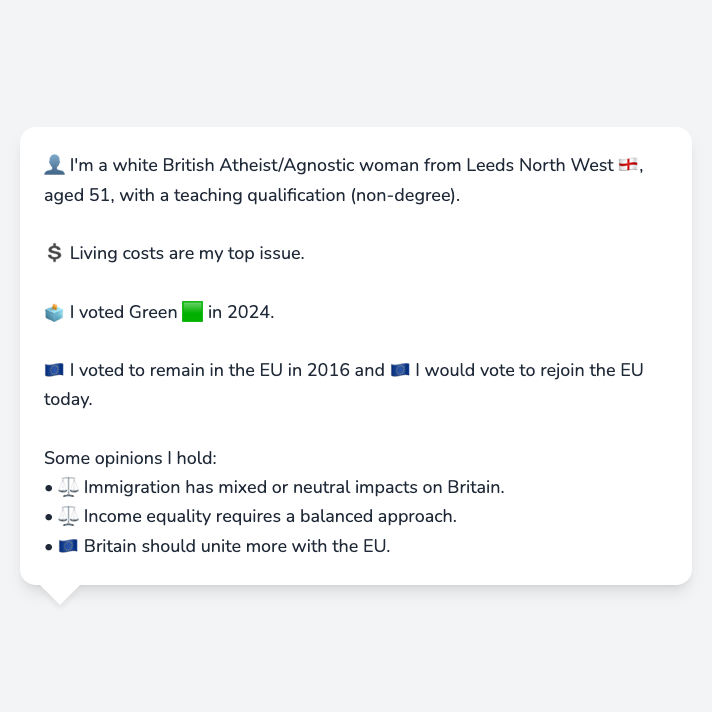 👤 I'm a white British Atheist/Agnostic woman from Leeds North West 🏴󠁧󠁢󠁥󠁮󠁧󠁿,
aged 51, with a teaching qualification (non-degree).
💲 Living costs are my top issue.
🗳️ I voted Green 🟩 in 2024.
🇪🇺 I voted to remain in the EU in 2016 and 🇪🇺 I would vote to rejoin the EU
today.
Some opinions I hold:
• ⚖️ Immigration has mixed or neutral impacts on Britain.
• ⚖️ Income equality requires a balanced approach.
• 🇪🇺 Britain should unite more with the EU.